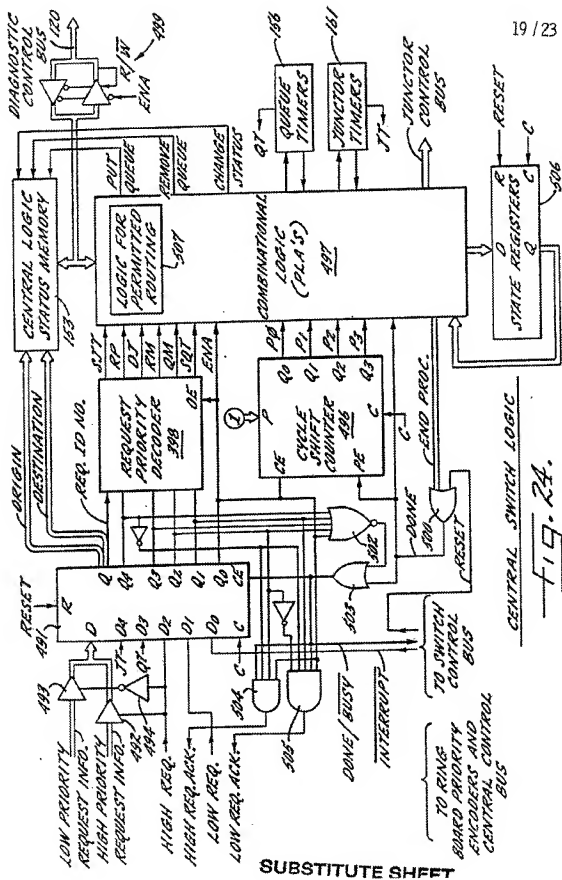 19/23
DIAGNOSTIC
CONTROL
BUS
120
R/W
499
ENA
CENTRAL LOGIC
STATUS MEMORY
153
PUT
QUEUE
REMOVE
QUEUE
CHANGE
STATUS
156
QUEUE
TIMERS
QT
161
JUNCTOR
TIMERS
JT
JUNCTOR
CONTROL
BUS
LOGIC FOR
PERMITTED
ROUTING
507
COMBINATIONAL
LOGIC
(PLA'S)
497
RESET
STATE REGISTERS
D
R
Q
C
C
506
ORIGIN
DESTINATION
REQ. ID NO.
REQUEST
PRIORITY
DECODER
398
OE
SJT
RP
OJ
RM
QM
SQT
ENA
1
P
CYCLE
SHIFT
COUNTER
496
CE
PE
C
C
Q0
Q1
Q2
Q3
P0
P1
P2
P3
RESET
491
R
D
D4
D3
D2
D1
D0
C
Q
Q4
Q3
Q2
Q1
Q0
CE
C
493
492
494
LOW PRIORITY
REQUEST INFO.
HIGH PRIORITY
REQUEST INFO.
JT
QT
HIGH REQ.
HIGH REQ. ACK.
LOW REQ.
LOW REQ. ACK
504
505
502
503
500
DONE
END PROC.
RESET
DONE/BUSY
INTERRUPT
TO SWITCH
CONTROL
BUS
TO RING
BOARD PRIORITY
ENCODERS AND
CENTRAL CONTROL
BUS
CENTRAL SWITCH LOGIC
FIG. 24.
SUBSTITUTE SHEET